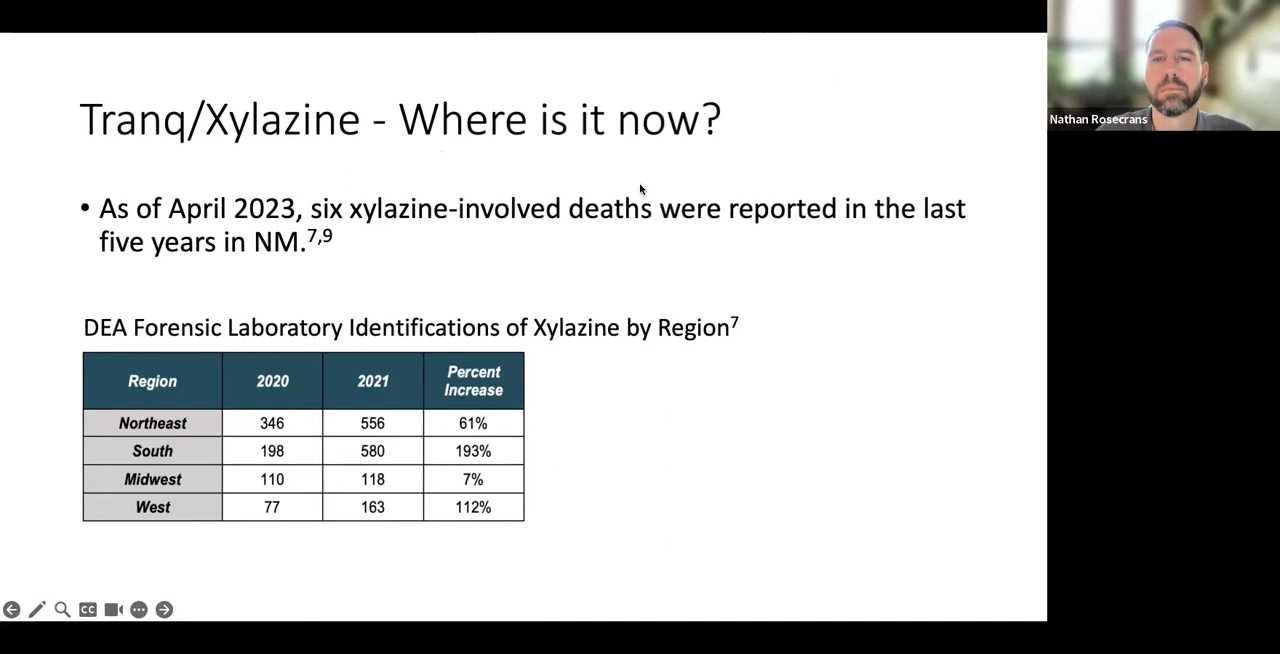 Tranq/Xylazine - Where is it now?
• As of April 2023, six xylazine-involved deaths were reported in the last
five years in NM.7,9
DEA Forensic Laboratory Identifications of Xylazine by Region7
Region 2020 2021 Percent Increase
Northeast 346 556 61%
South 198 580 193%
Midwest 110 118 7%
West 77 163 112%
CC
Nathan Rosecrans